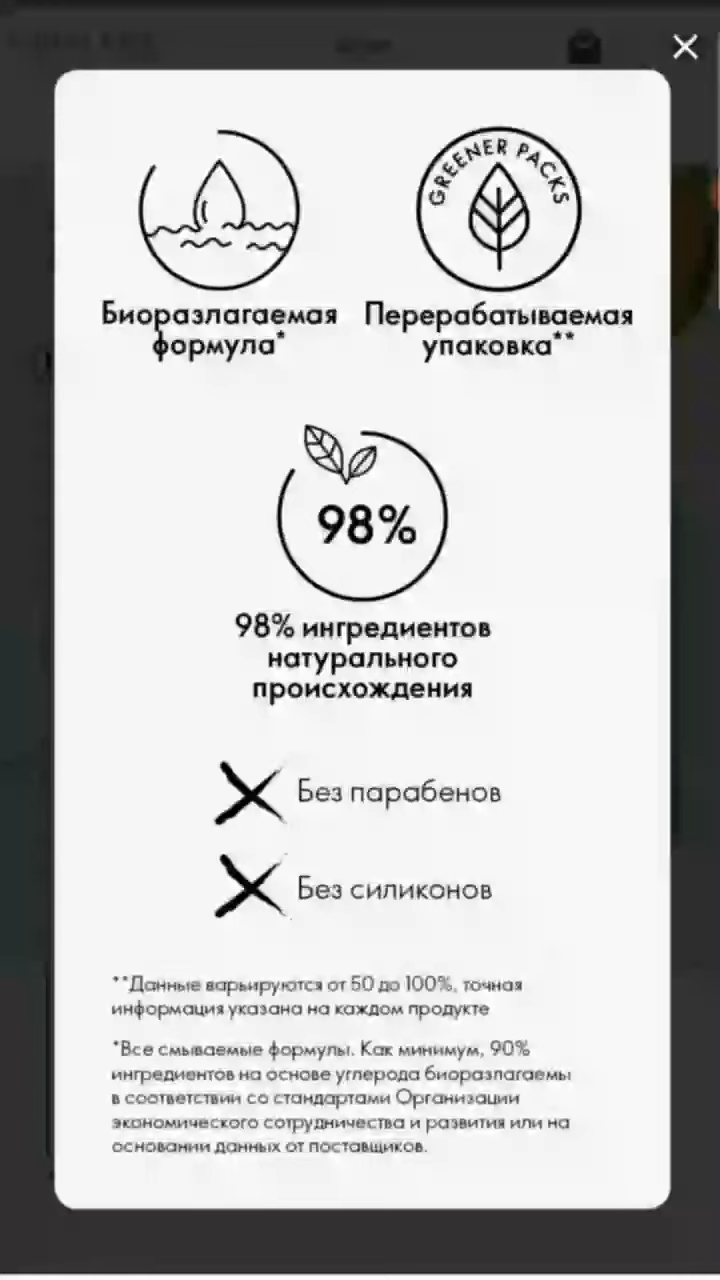 GREENER PACKS
Биоразлагаемая
формула*
Перерабатываемая
упаковка**
98%
98% ингредиентов
натурального
происхождения
Без парабенов
Без силиконов
**Данные варьируются от 50 до 100%, точная
информация указана на каждом продукте
*Все смываемые формулы. Как минимум, 90%
ингредиентов на основе углерода биоразлагаемы
в соответствии со стандартами Организации
экономического сотрудничества и развития или на
основании данных от поставщиков.